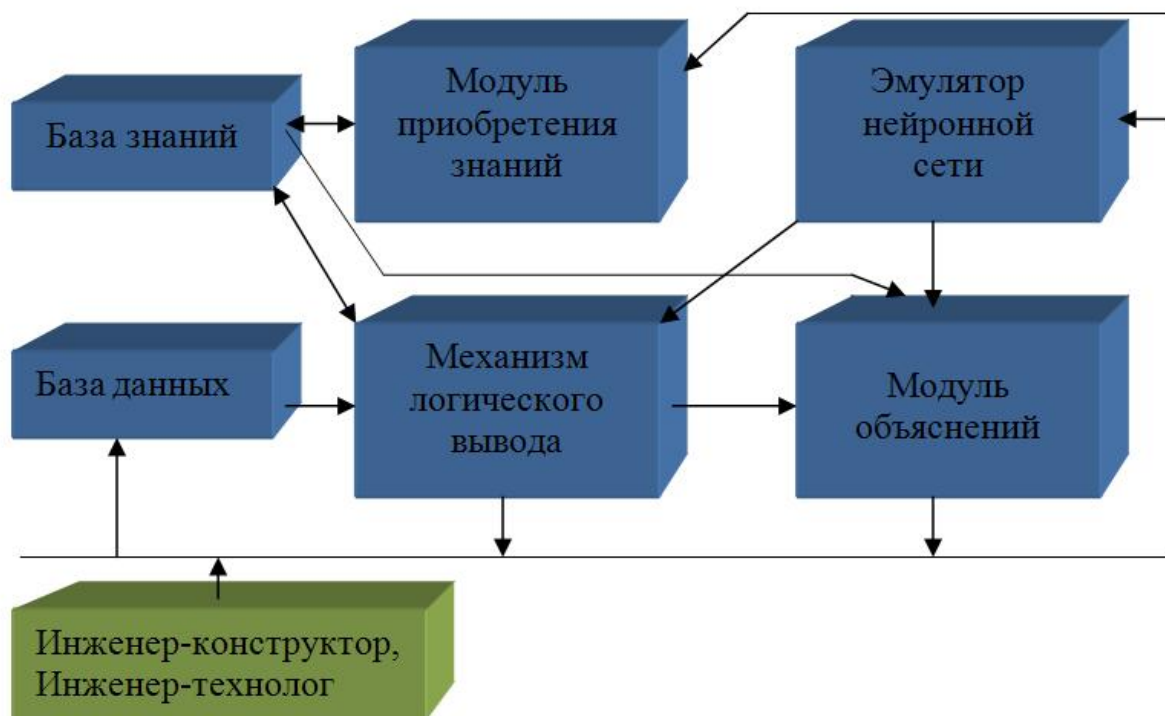 База знаний
Модуль
приобретения
знаний
Эмулятор
нейронной
сети
База данных
Механизм
логического
вывода
Модуль
объяснений
Инженер-конструктор,
Инженер-технолог